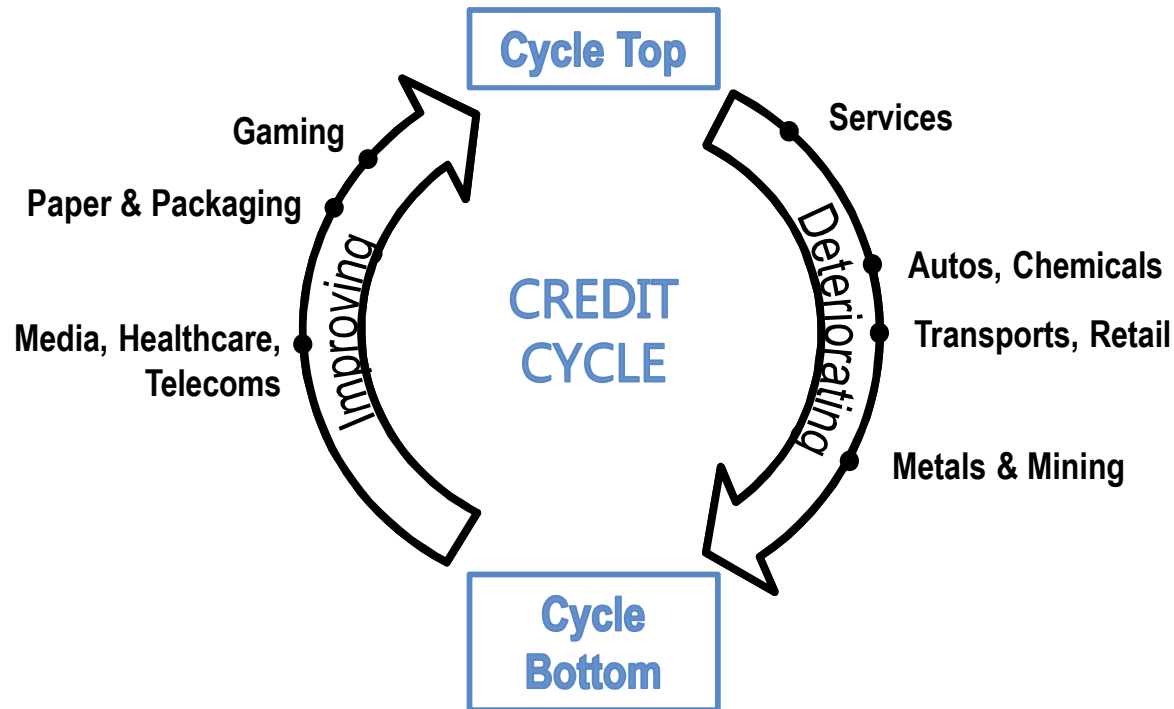 Cycle Top
Services
Gaming
Paper & Packaging
Deteriorating
Improving
Autos, Chemicals
CREDIT
CYCLE
Transports, Retail
Media, Healthcare,
Telecoms
Metals & Mining
Cycle
Bottom